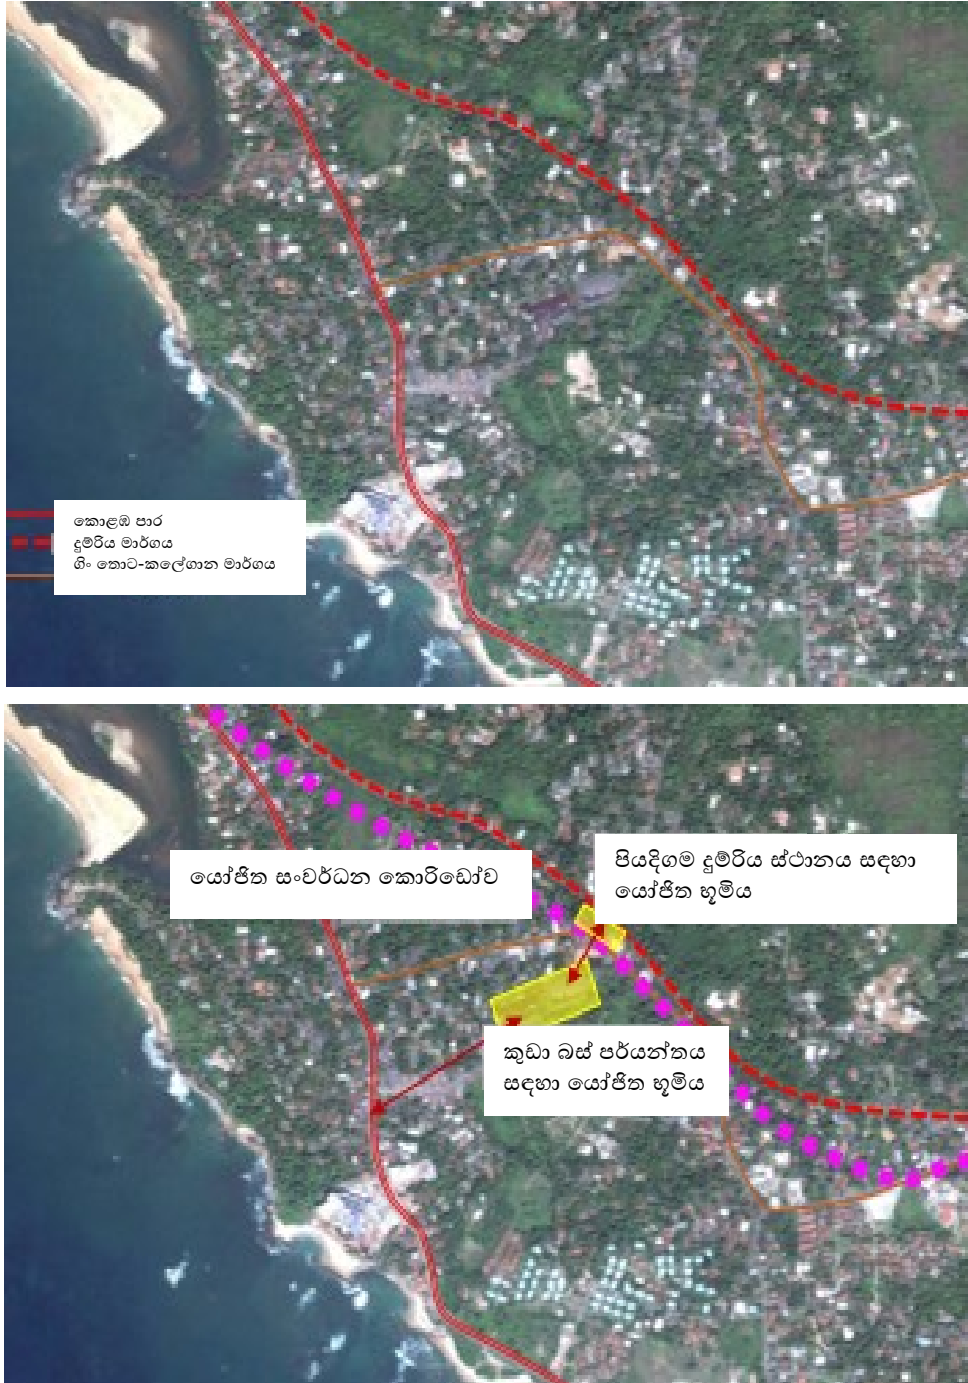 කොළඹ පාර
දුම්රිය මාර්ගය
ගිං තොට-කලේගාන මාර්ගය
යෝජිත සංවර්ධන කොරිඩෝව
පියදිගම දුම්රිය ස්ථානය සඳහා
යෝජිත භූමිය
කුඩා බස් පර්යන්තය
සඳහා යෝජිත භූමිය